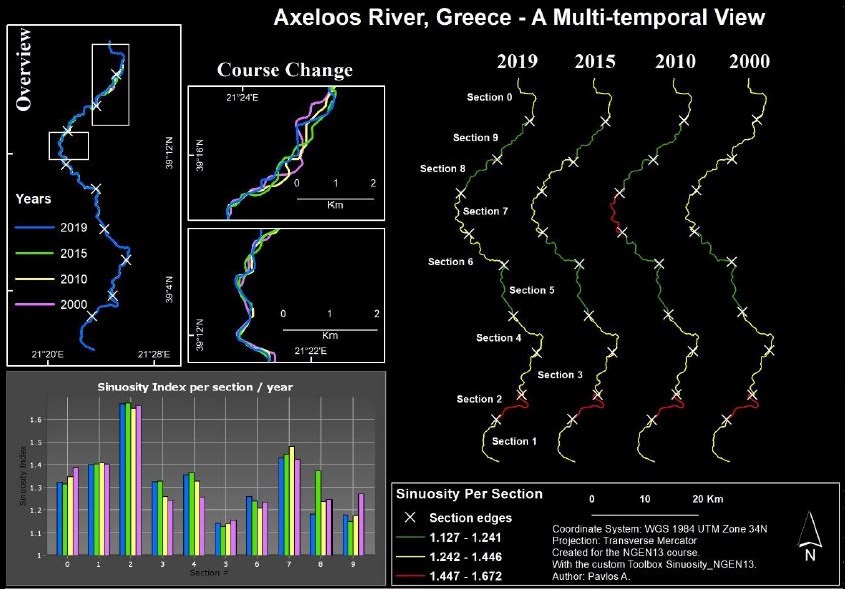 Axeloos River, Greece - A Multi-temporal View
Overview
Years
2019
2015
2010
2000
39°12'N
39°4'N
21°20'E
21°28'E
Course Change
21°24'E
39°16'N
0 1 2
Km
39°12'N
0 1 2
Km
21°22'E
2019 2015 2010 2000
Section 0
Section 9
Section 8
Section 7
Section 6
Section 5
Section 4
Section 3
Section 2
Section 1
Sinuosity Index per section / year
Sinuosity Index
1.6
1.5
1.4
1.3
1.2
1.1
1
0 1 2 3 4 5 6 7 8 9
Section #
Sinuosity Per Section
Section edges
1.127 - 1.241
1.242 - 1.446
1.447 - 1.672
0 10 20 Km
Coordinate System: WGS 1984 UTM Zone 34N
Projection: Transverse Mercator
Created for the NGEN13 course.
With the custom Toolbox Sinuosity_NGEN13.
Author: Pavlos A.
N